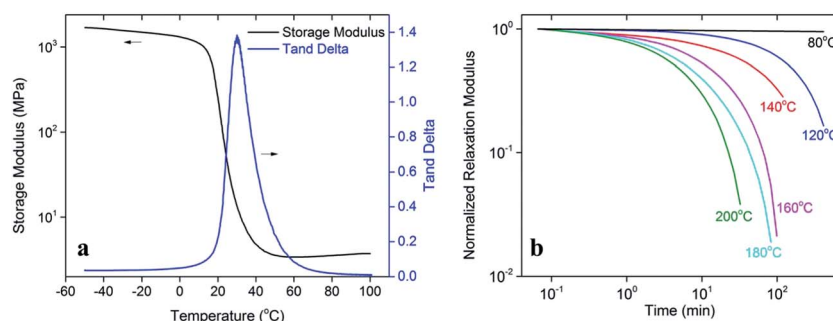 Storage Modulus
Tand Delta
Storage Modulus (MPa)
10³
10²
10¹
1.4
1.2
1.0
0.8
0.6
0.4
0.2
0.0
Tand Delta
a
-60 -40 -20 0 20 40 60 80 100
Temperature (°C)
Normalized Relaxation Modulus
10⁰
10⁻¹
10⁻²
80°C
140°C
120°C
160°C
200°C
180°C
b
10⁻¹ 10⁰ 10¹ 10²
Time (min)